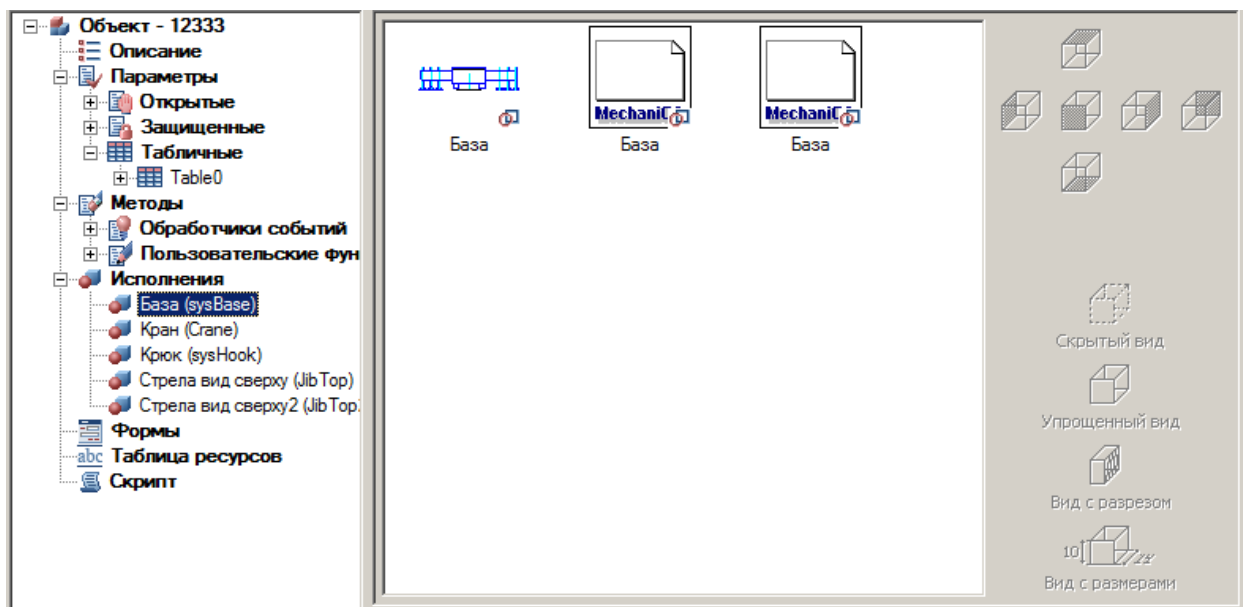 Объект - 12333
Описание
Параметры
Открытые
Защищенные
Табличные
Table0
Методы
Обработчики событий
Пользовательские фун
Исполнения
База (sysBase)
Кран (Crane)
Крюк (sysHook)
Стрела вид сверху (JibTop)
Стрела вид сверху2 (JibTop
Формы
abc Таблица ресурсов
Скрипт
MechaniC
MechaniC
База
База
База
Скрытый вид
Упрощенный вид
Вид с разрезом
10
Вид с размерами